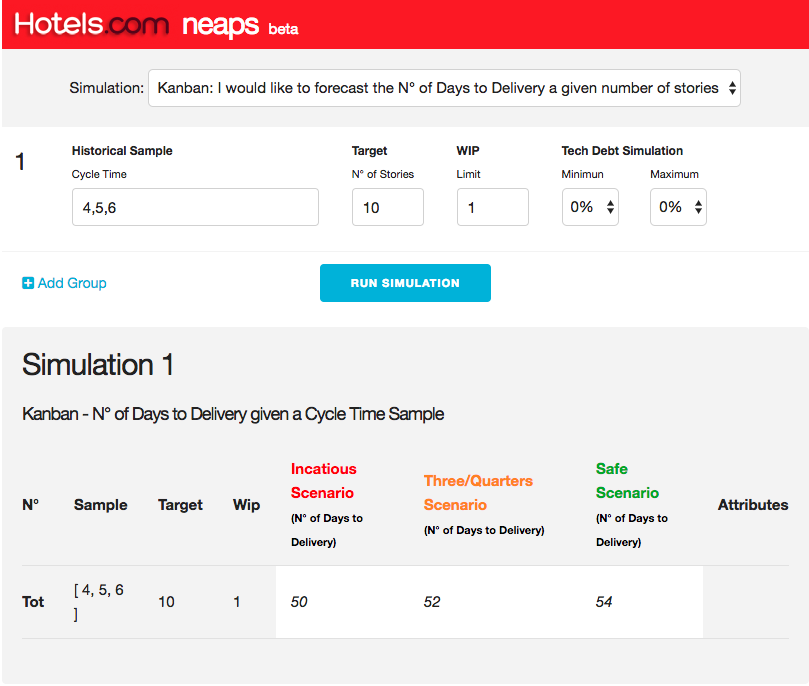 Hotels.com neaps beta
Simulation: Kanban: I would like to forecast the N° of Days to Delivery a given number of stories
1
Historical Sample Target WIP Tech Debt Simulation
Cycle Time N° of Stories Limit Minimun Maximum
4,5,6 10 1 0% 0%
Add Group RUN SIMULATION
Simulation 1
Kanban - N° of Days to Delivery given a Cycle Time Sample
N° Sample Target Wip Incatious Scenario (N° of Days to Delivery) Three/Quarters Scenario (N° of Days to Delivery) Safe Scenario (N° of Days to Delivery) Attributes
Tot [ 4, 5, 6 ] 10 1 50 52 54